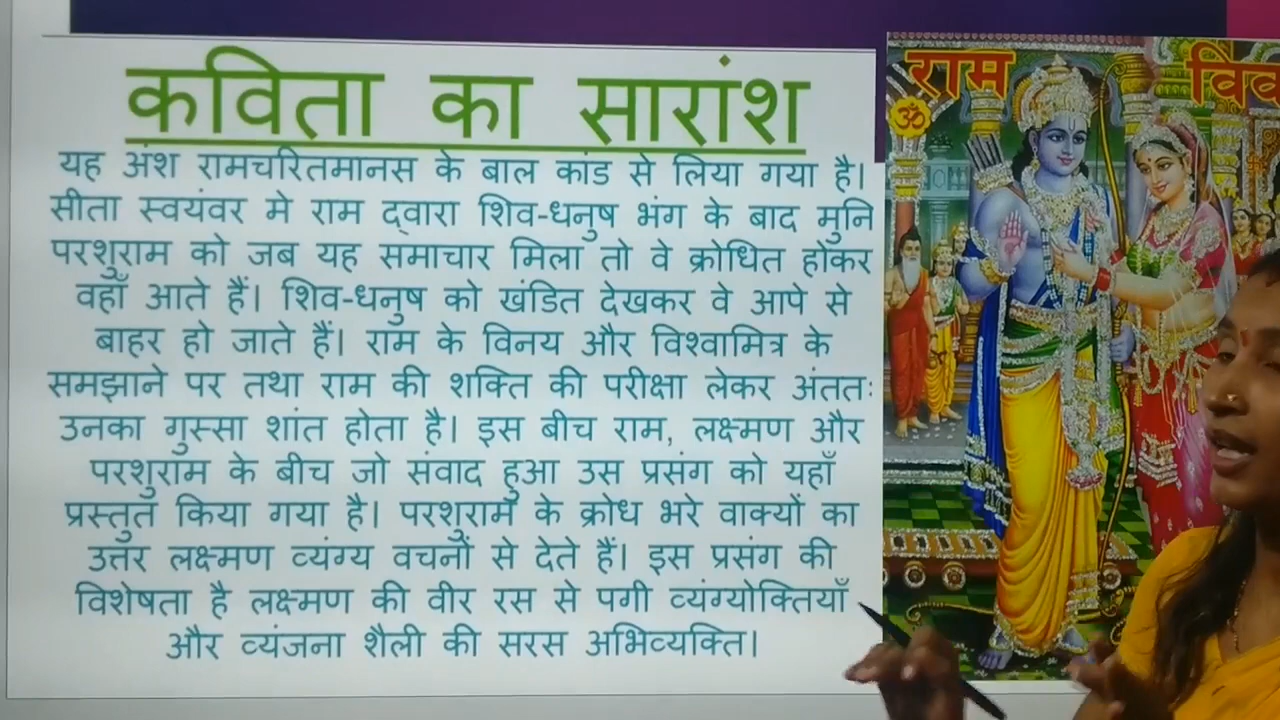 कविता का सारांश
यह अंश रामचरितमानस के बाल कांड से लिया गया है।
सीता स्वयंवर मे राम द्वारा शिव-धनुष भंग के बाद मुनि
परशुराम को जब यह समाचार मिला तो वे क्रोधित होकर
वहाँ आते हैं। शिव-धनुष को खंडित देखकर वे आपे से
बाहर हो जाते हैं। राम के विनय और विश्वामित्र के
समझाने पर तथा राम की शक्ति की परीक्षा लेकर अंततः
उनका गुस्सा शांत होता है। इस बीच राम, लक्ष्मण और
परशुराम के बीच जो संवाद हुआ उस प्रसंग को यहाँ
प्रस्तुत किया गया है। परशुराम के क्रोध भरे वाक्यों का
उत्तर लक्ष्मण व्यंग्य वचनों से देते हैं। इस प्रसंग की
विशेषता है लक्ष्मण की वीर रस से पगी व्यंग्योक्तियाँ
और व्यंजना शैली की सरस अभिव्यक्ति।
राम विव
ॐ